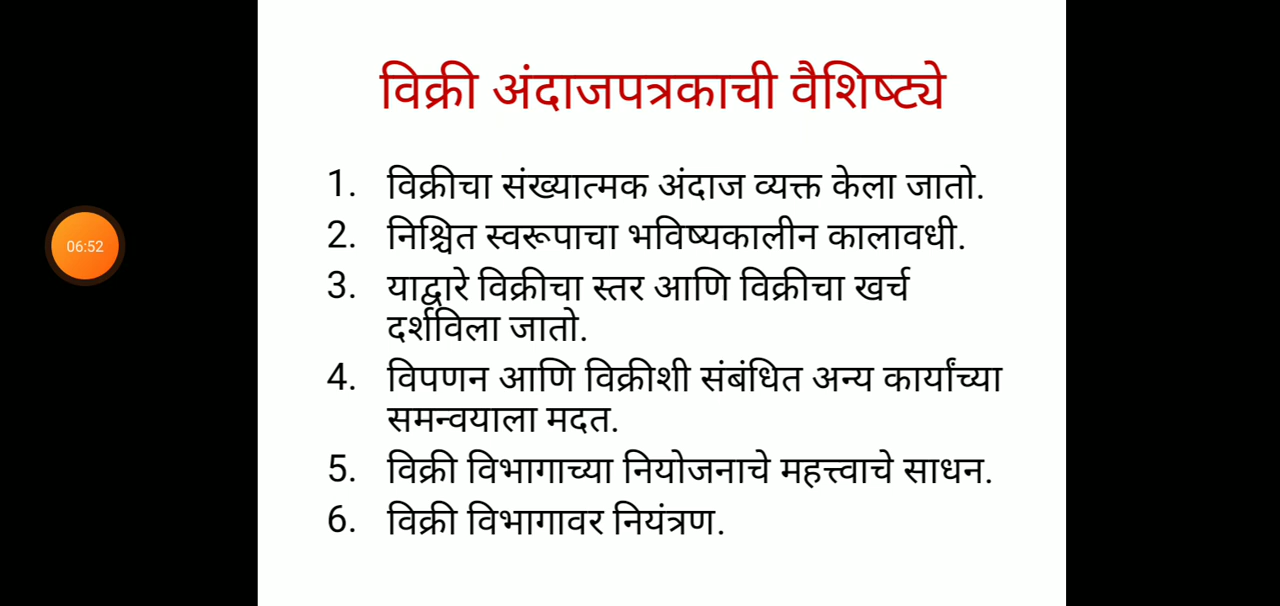 विक्री अंदाजपत्रकाची वैशिष्ट्ये
1. विक्रीचा संख्यात्मक अंदाज व्यक्त केला जातो.
2. निश्चित स्वरूपाचा भविष्यकालीन कालावधी.
06:52
3. याद्वारे विक्रीचा स्तर आणि विक्रीचा खर्च
दर्शविला जातो.
4. विपणन आणि विक्रीशी संबंधित अन्य कार्यांच्या
समन्वयाला मदत.
5. विक्री विभागाच्या नियोजनाचे महत्त्वाचे साधन.
6. विक्री विभागावर नियंत्रण.